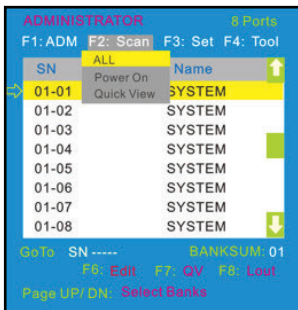 ADMINISTRATOR 8 Ports
F1:ADM F2: Scan F3: Set F4: Tool
SN Name
ALL
Power On
Quick View
01-01 SYSTEM
01-02 SYSTEM
01-03 SYSTEM
01-04 SYSTEM
01-05 SYSTEM
01-06 SYSTEM
01-07 SYSTEM
01-08 SYSTEM
GoTo SN ----- BANKSUM: 01
F6: Edit F7: QV F8: Lout
Page UP/ DN: Select Banks